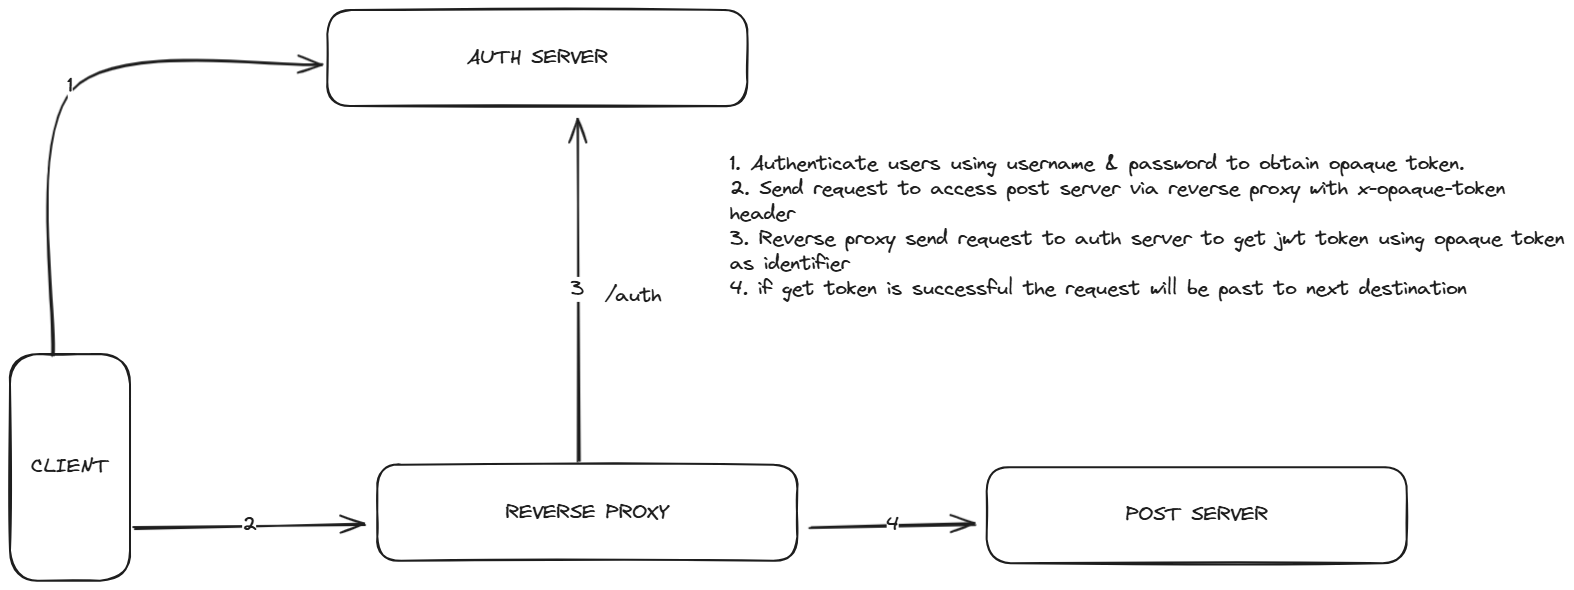 AUTH SERVER
1
1. Authenticate users using username & password to obtain opaque token.
2. Send request to access post server via reverse proxy with x-opaque-token
header
3. Reverse proxy send request to auth server to get jwt token using opaque token
as identifier
4. if get token is successful the request will be past to next destination
3
/auth
CLIENT
REVERSE PROXY
POST SERVER
2
4